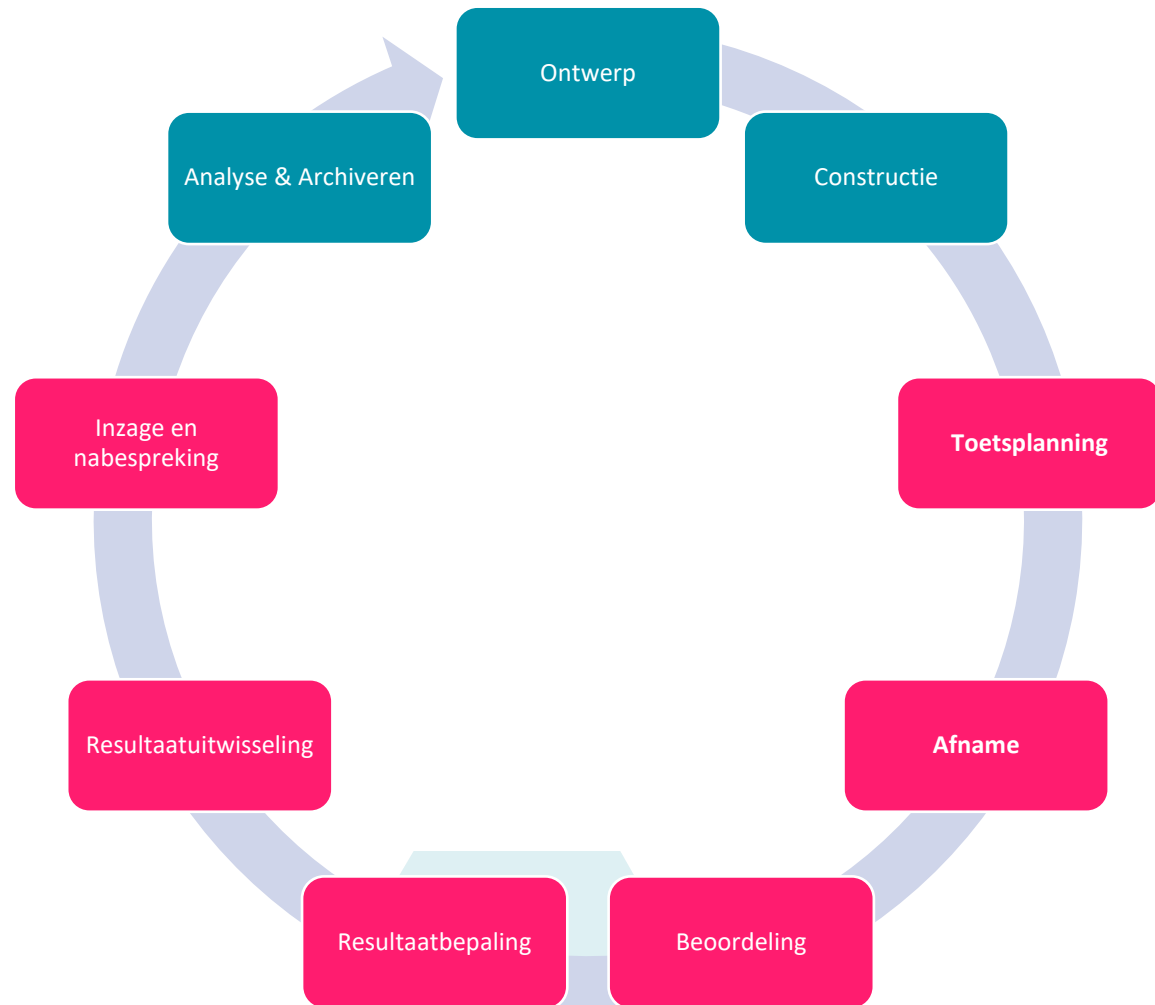 Ontwerp
Constructie
Toetsplanning
Afname
Beoordeling
Resultaatbepaling
Resultaatuitwisseling
Inzage en
nabespreking
Analyse & Archiveren